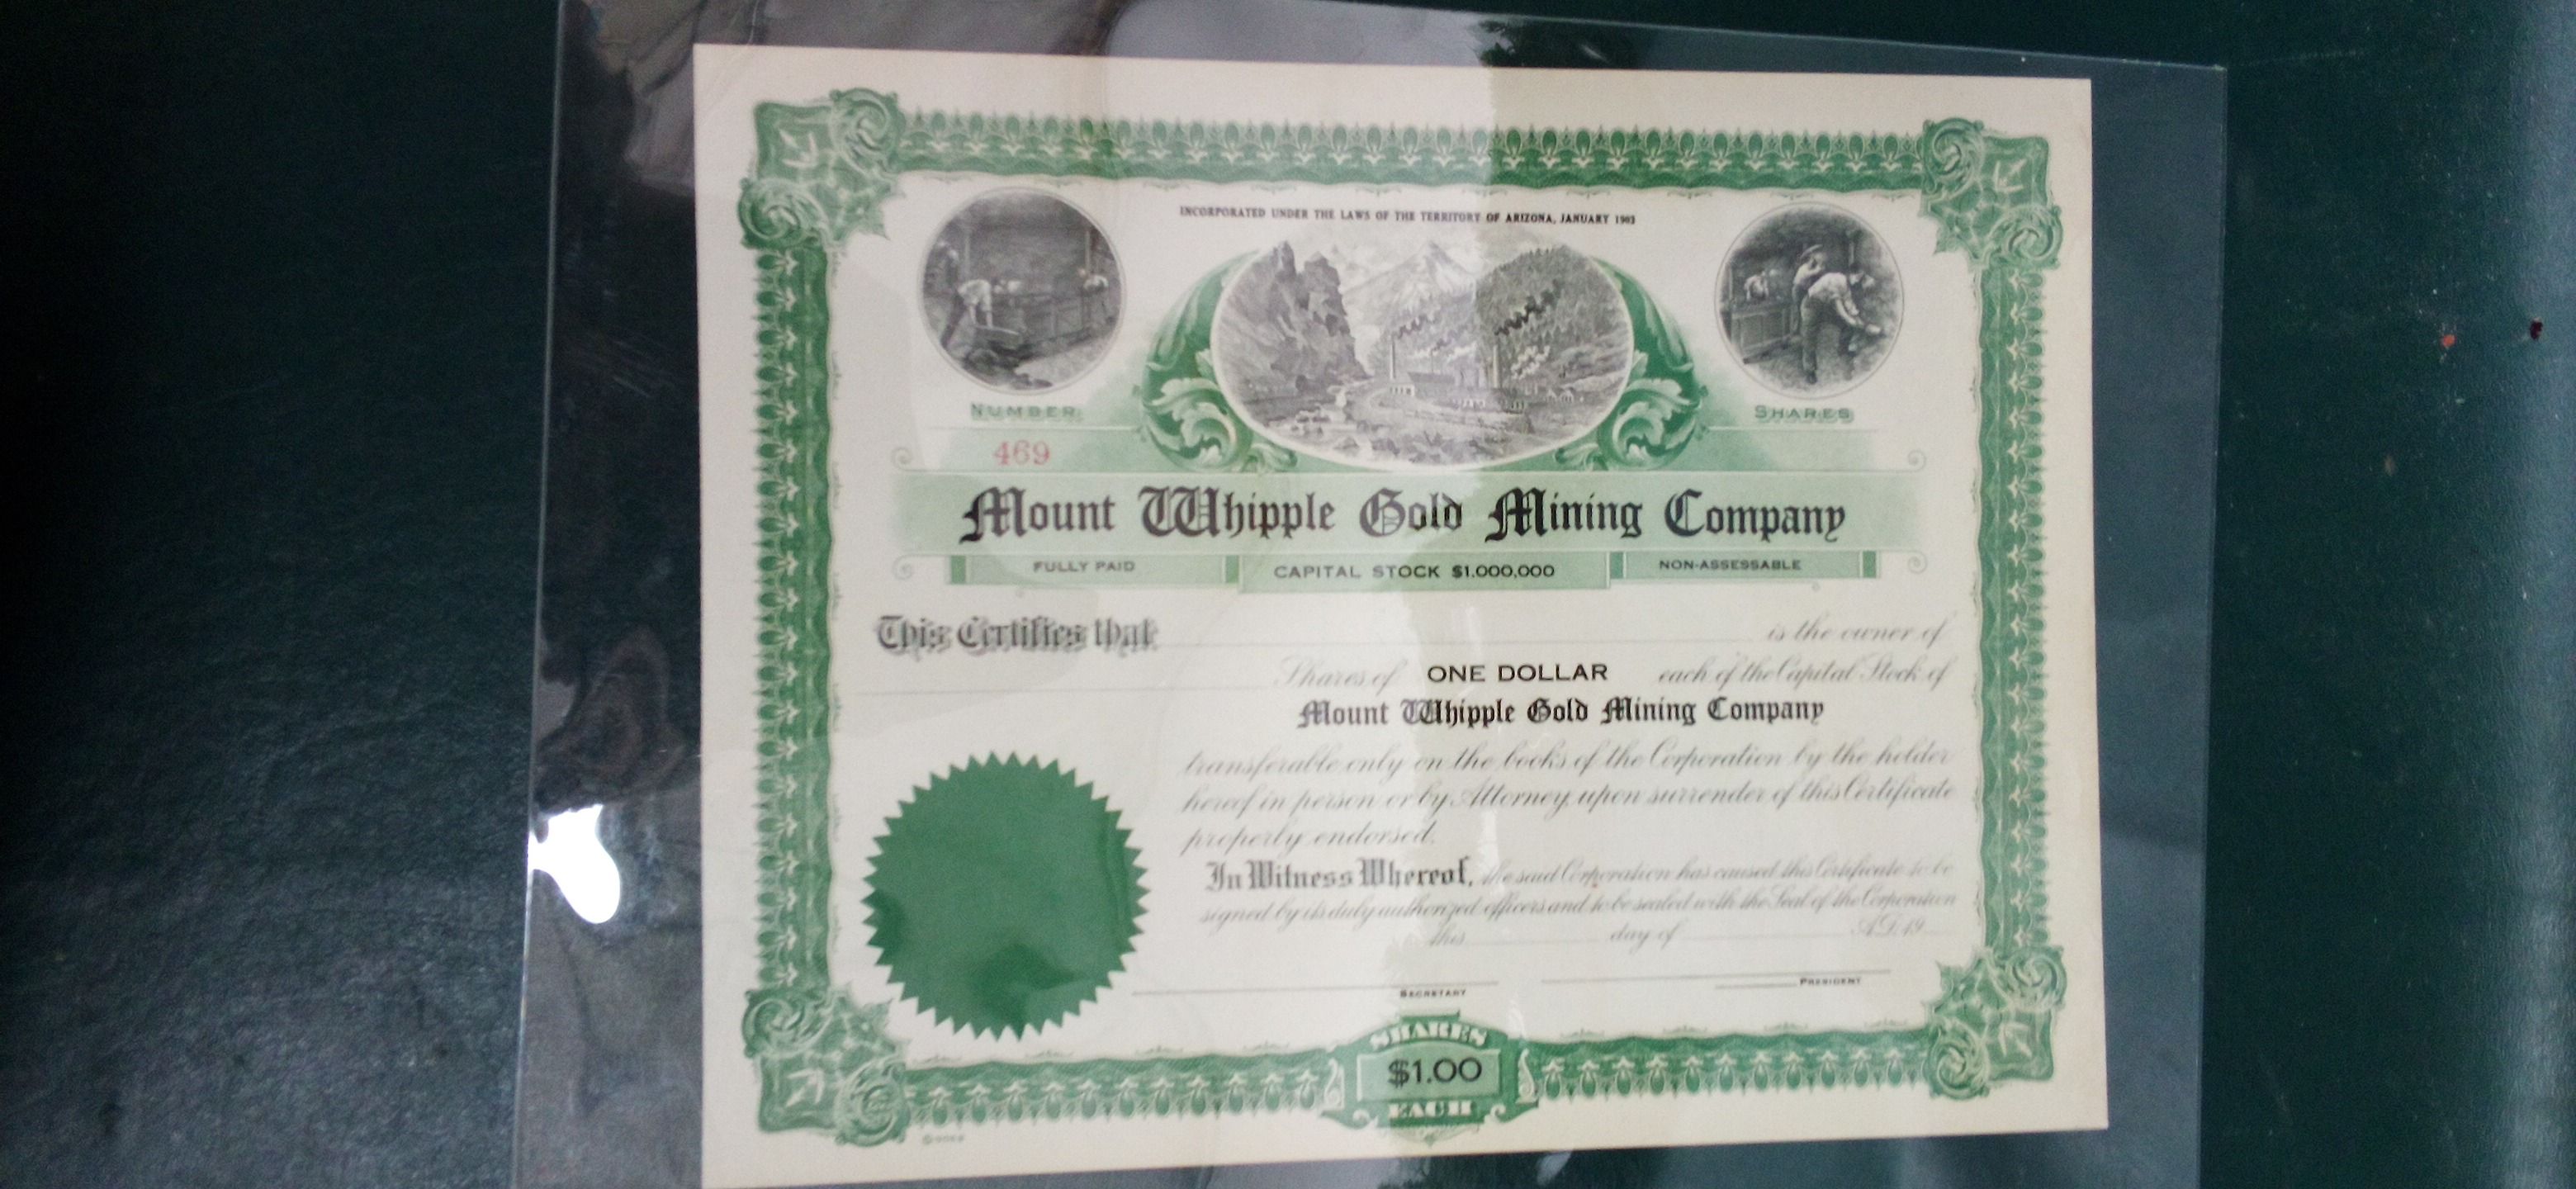 INCORPORATED UNDER THE LAWS OF THE TERRITORY OF ARIZONA, JANUARY 1903
NUMBER
SHARES
469
Mount Whipple Gold Mining Company
FULLY PAID
CAPITAL STOCK $1.000,000
NON-ASSESSABLE
This Certifies that is the owner of
Shares of ONE DOLLAR each of the Capital Stock of
Mount Whipple Gold Mining Company
transferable only on the books of the Corporation by the holder
hereof in person or by Attorney, upon surrender of this Certificate
properly endorsed.
In Witness Whereof, the said Corporation has caused this Certificate to be
signed by its duly authorized officers and to be sealed with the Seal of the Corporation
this day of A.D. 19
SECRETARY
PRESIDENT
SHARES
$1.00
EACH